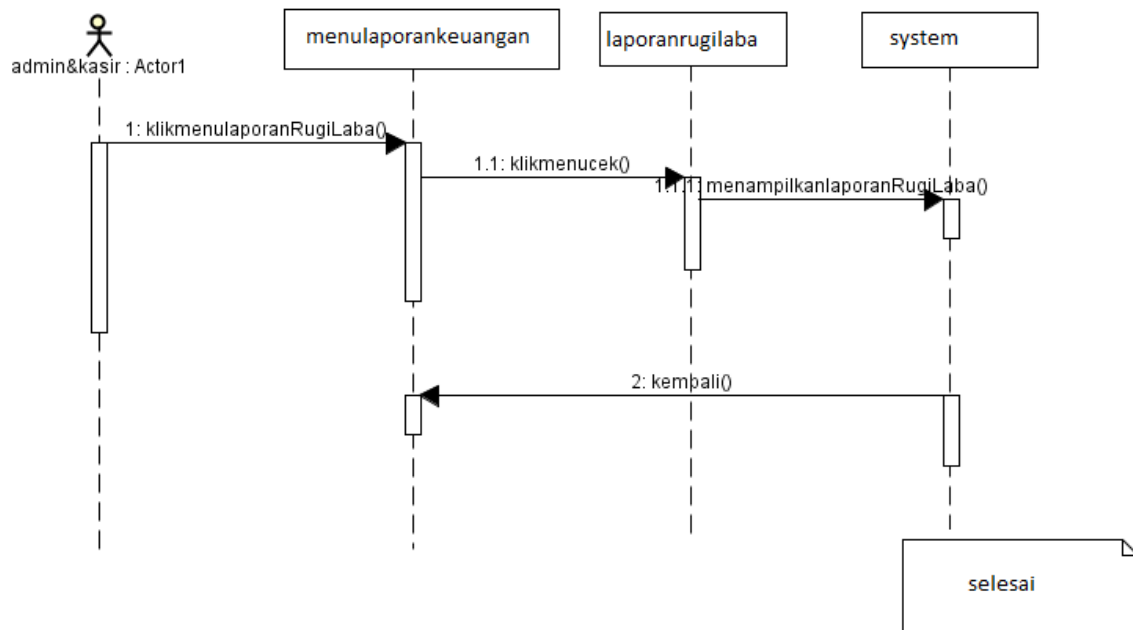 menulaporankeuangan
laporanrugilaba
system
admin&kasir : Actor1
1: klikmenulaporanRugiLaba()
1.1: klikmenucek()
1.1.1: menampilkanlaporanRugiLaba()
2: kembali()
selesai